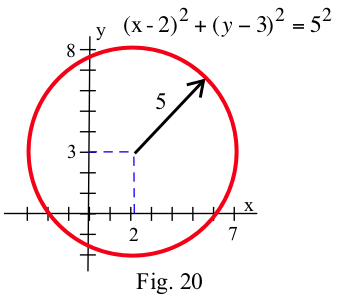 y (x - 2)² + (y – 3)² = 5²
8
5
3
x
2 7
Fig. 20